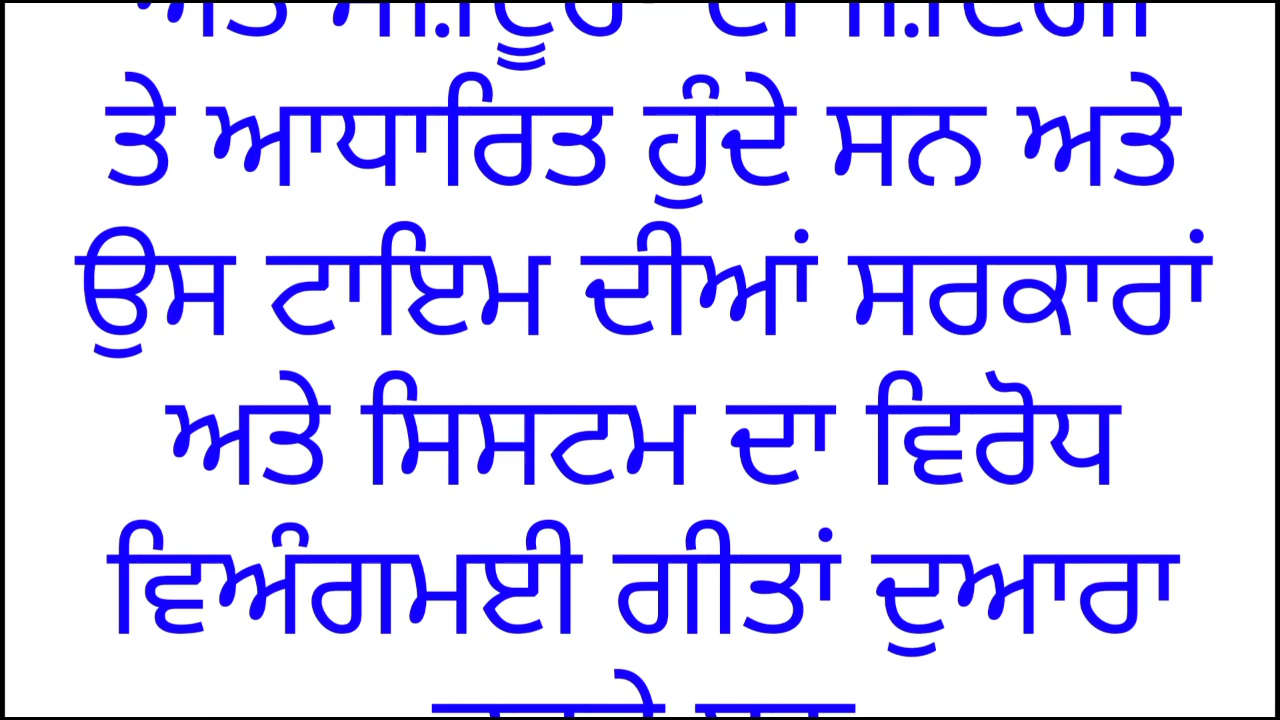 ਤੇ ਆਧਾਰਿਤ ਹੁੰਦੇ ਸਨ ਅਤੇ
ਉਸ ਟਾਇਮ ਦੀਆਂ ਸਰਕਾਰਾਂ
ਅਤੇ ਸਿਸਟਮ ਦਾ ਵਿਰੋਧ
ਵਿਅੰਗਮਈ ਗੀਤਾਂ ਦੁਆਰਾ